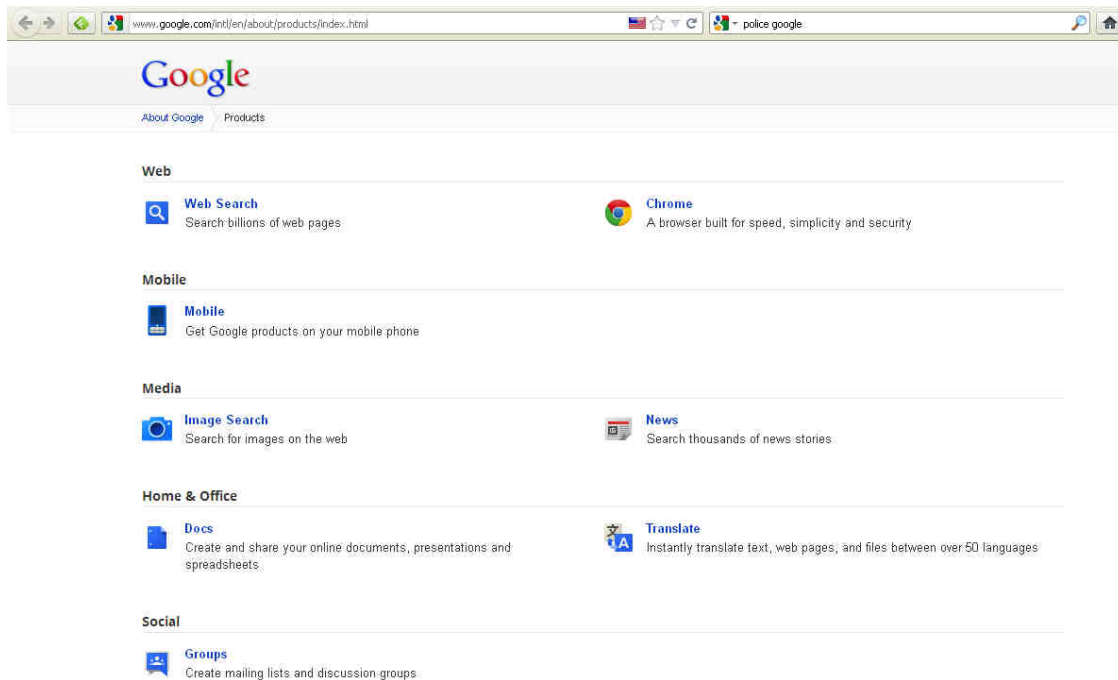 www.google.com/intl/en/about/products/index.html
police google
Google
About Google Products
Web
Web Search
Search billions of web pages
Chrome
A browser built for speed, simplicity and security
Mobile
Mobile
Get Google products on your mobile phone
Media
Image Search
Search for images on the web
News
Search thousands of news stories
Home & Office
Docs
Create and share your online documents, presentations and
spreadsheets
Translate
Instantly translate text, web pages, and files between over 50 languages
Social
Groups
Create mailing lists and discussion groups